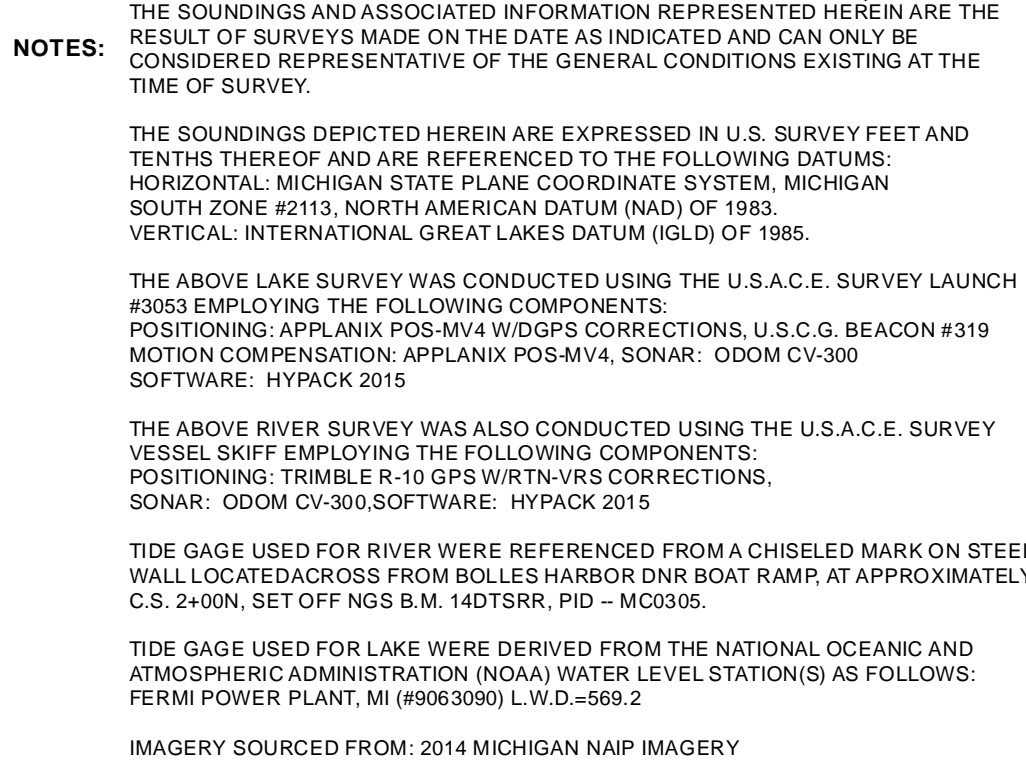 THE SOUNDINGS AND ASSOCIATED INFORMATION REPRESENTED HEREIN ARE THE
NOTES: RESULT OF SURVEYS MADE ON THE DATE AS INDICATED AND CAN ONLY BE
CONSIDERED REPRESENTATIVE OF THE GENERAL CONDITIONS EXISTING AT THE
TIME OF SURVEY.
THE SOUNDINGS DEPICTED HEREIN ARE EXPRESSED IN U.S. SURVEY FEET AND
TENTHS THEREOF AND ARE REFERENCED TO THE FOLLOWING DATUMS:
HORIZONTAL: MICHIGAN STATE PLANE COORDINATE SYSTEM, MICHIGAN
SOUTH ZONE #2113, NORTH AMERICAN DATUM (NAD) OF 1983.
VERTICAL: INTERNATIONAL GREAT LAKES DATUM (IGLD) OF 1985.
THE ABOVE LAKE SURVEY WAS CONDUCTED USING THE U.S.A.C.E. SURVEY LAUNCH
#3053 EMPLOYING THE FOLLOWING COMPONENTS:
POSITIONING: APPLANIX POS-MV4 W/DGPS CORRECTIONS, U.S.C.G. BEACON #319
MOTION COMPENSATION: APPLANIX POS-MV4, SONAR: ODOM CV-300
SOFTWARE: HYPACK 2015
THE ABOVE RIVER SURVEY WAS ALSO CONDUCTED USING THE U.S.A.C.E. SURVEY
VESSEL SKIFF EMPLOYING THE FOLLOWING COMPONENTS:
POSITIONING: TRIMBLE R-10 GPS W/RTN-VRS CORRECTIONS,
SONAR: ODOM CV-300,SOFTWARE: HYPACK 2015
TIDE GAGE USED FOR RIVER WERE REFERENCED FROM A CHISELED MARK ON STEEL
WALL LOCATEDACROSS FROM BOLLES HARBOR DNR BOAT RAMP, AT APPROXIMATELY
C.S. 2+00N, SET OFF NGS B.M. 14DTSRR, PID -- MC0305.
TIDE GAGE USED FOR LAKE WERE DERIVED FROM THE NATIONAL OCEANIC AND
ATMOSPHERIC ADMINISTRATION (NOAA) WATER LEVEL STATION(S) AS FOLLOWS:
FERMI POWER PLANT, MI (#9063090) L.W.D.=569.2
IMAGERY SOURCED FROM: 2014 MICHIGAN NAIP IMAGERY